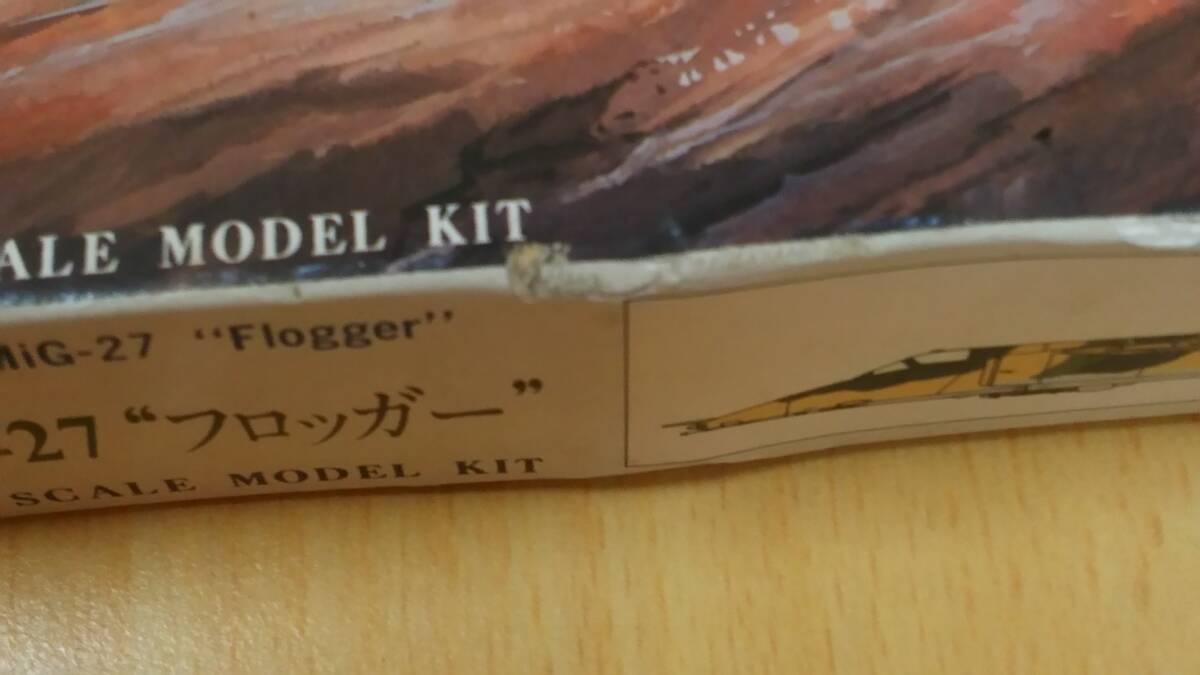 ALE MODEL KIT
MiG-27 "Flogger"
-27 “フロッガー”
SCALE MODEL KIT